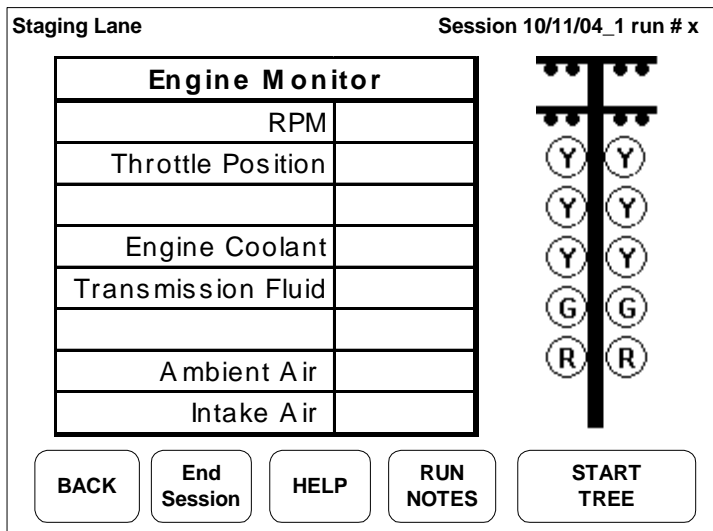 Staging Lane
Session 10/11/04_1 run # x
Engine Monitor
RPM
Throttle Position
Engine Coolant
Transmission Fluid
Ambient Air
Intake Air
Y Y
Y Y
Y Y
G G
R R
BACK
End
Session
HELP
RUN
NOTES
START
TREE